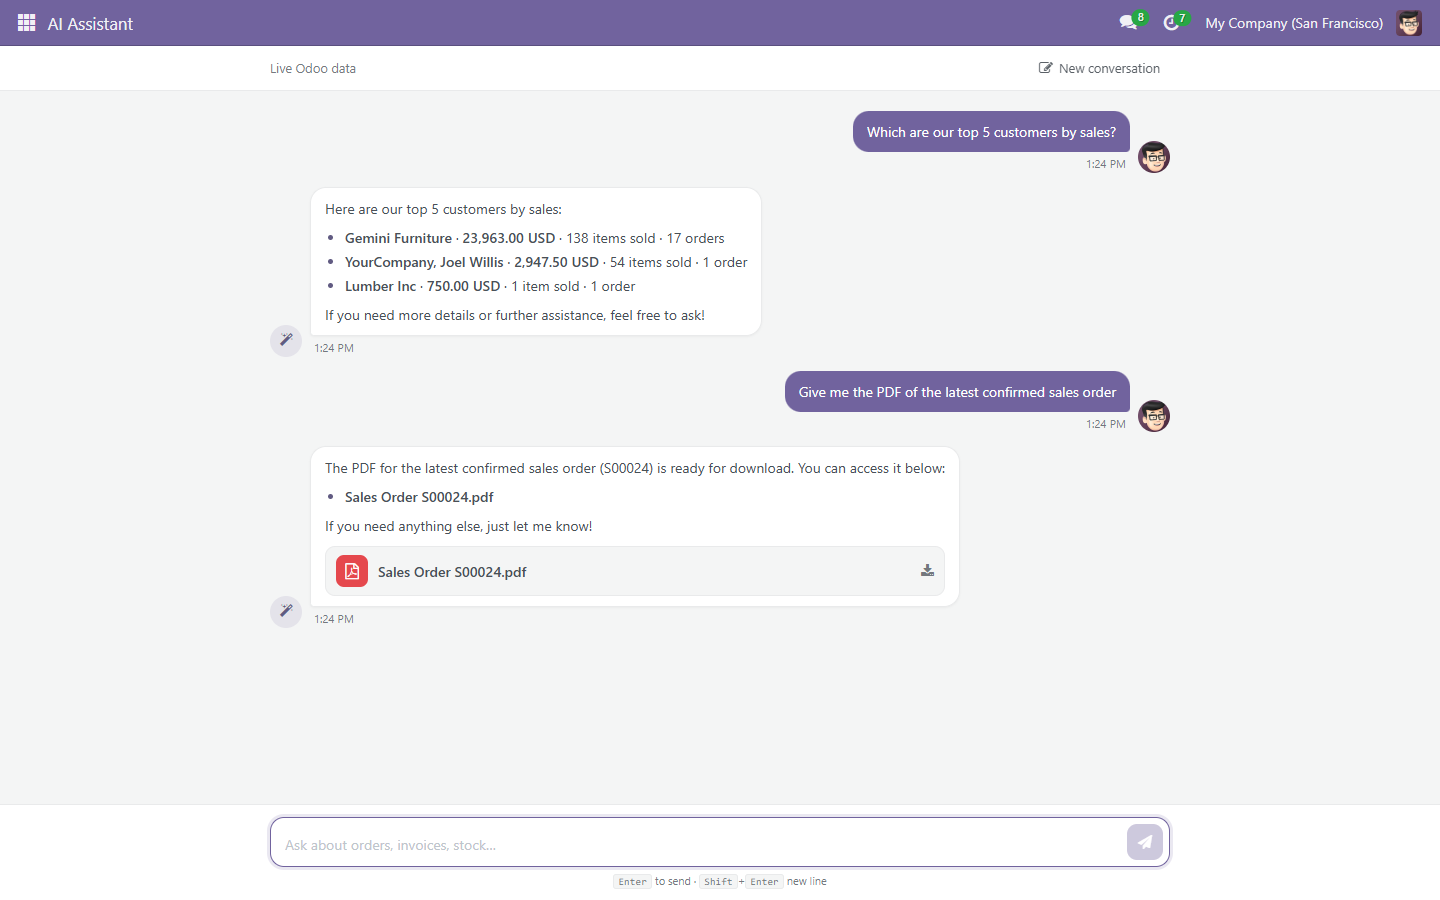 AI Assistant
8
7
My Company (San Francisco)
Live Odoo data
New conversation
Which are our top 5 customers by sales?
1:24 PM
Here are our top 5 customers by sales:
• Gemini Furniture · 23,963.00 USD · 138 items sold · 17 orders
• YourCompany, Joel Willis · 2,947.50 USD · 54 items sold · 1 order
• Lumber Inc · 750.00 USD · 1 item sold · 1 order
If you need more details or further assistance, feel free to ask!
1:24 PM
Give me the PDF of the latest confirmed sales order
1:24 PM
The PDF for the latest confirmed sales order (S00024) is ready for download. You can access it below:
• Sales Order S00024.pdf
If you need anything else, just let me know!
Sales Order S00024.pdf
1:24 PM
Ask about orders, invoices, stock...
Enter to send · Shift + Enter new line